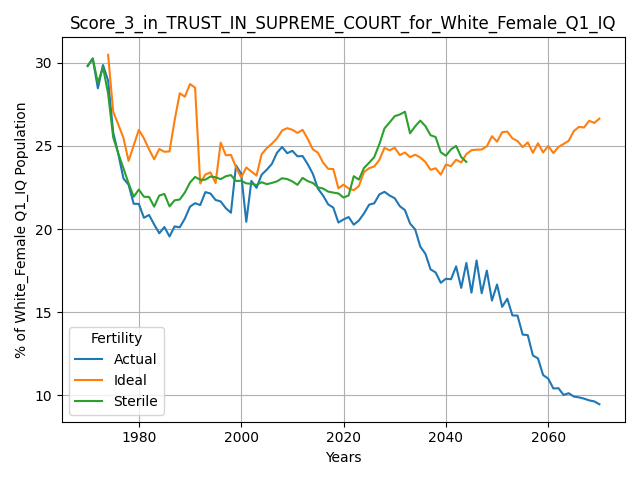 Score_3_in_TRUST_IN_SUPREME_COURT_for_White_Female_Q1_IQ
% of White_Female Q1_IQ Population
30
25
20
15
10
Fertility
Actual
Ideal
Sterile
1980
2000
2020
2040
2060
Years